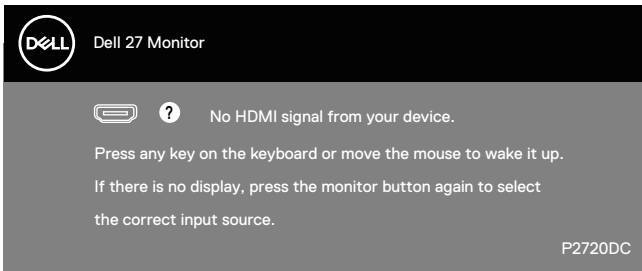 DELL
Dell 27 Monitor
? No HDMI signal from your device.
Press any key on the keyboard or move the mouse to wake it up.
If there is no display, press the monitor button again to select
the correct input source.
P2720DC